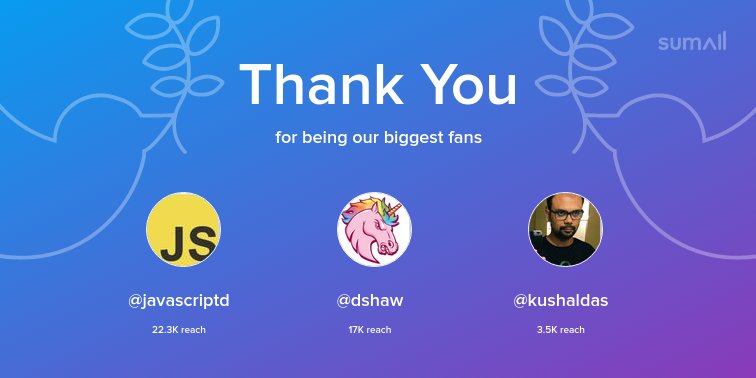 sumall
Thank You
for being our biggest fans
JS
@javascriptd
@dshaw
@kushaldas
22.3K reach
17K reach
3.5K reach